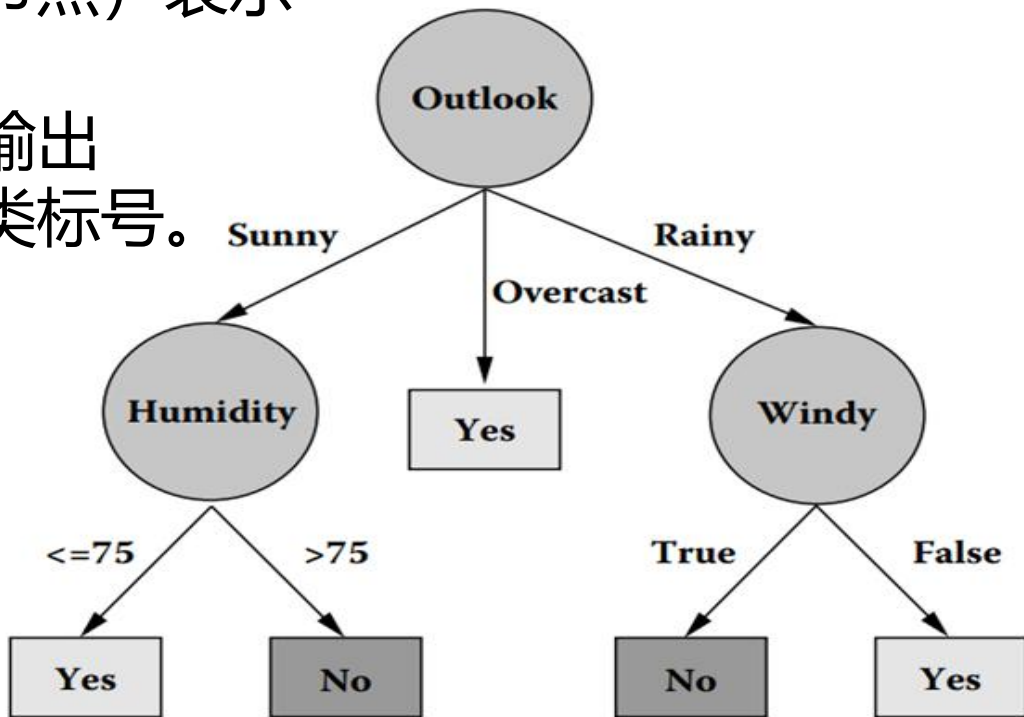 点）表示
输出
类标号。
Outlook
Sunny
Rainy
Overcast
Humidity
Yes
Windy
<=75
>75
True
False
Yes
No
No
Yes